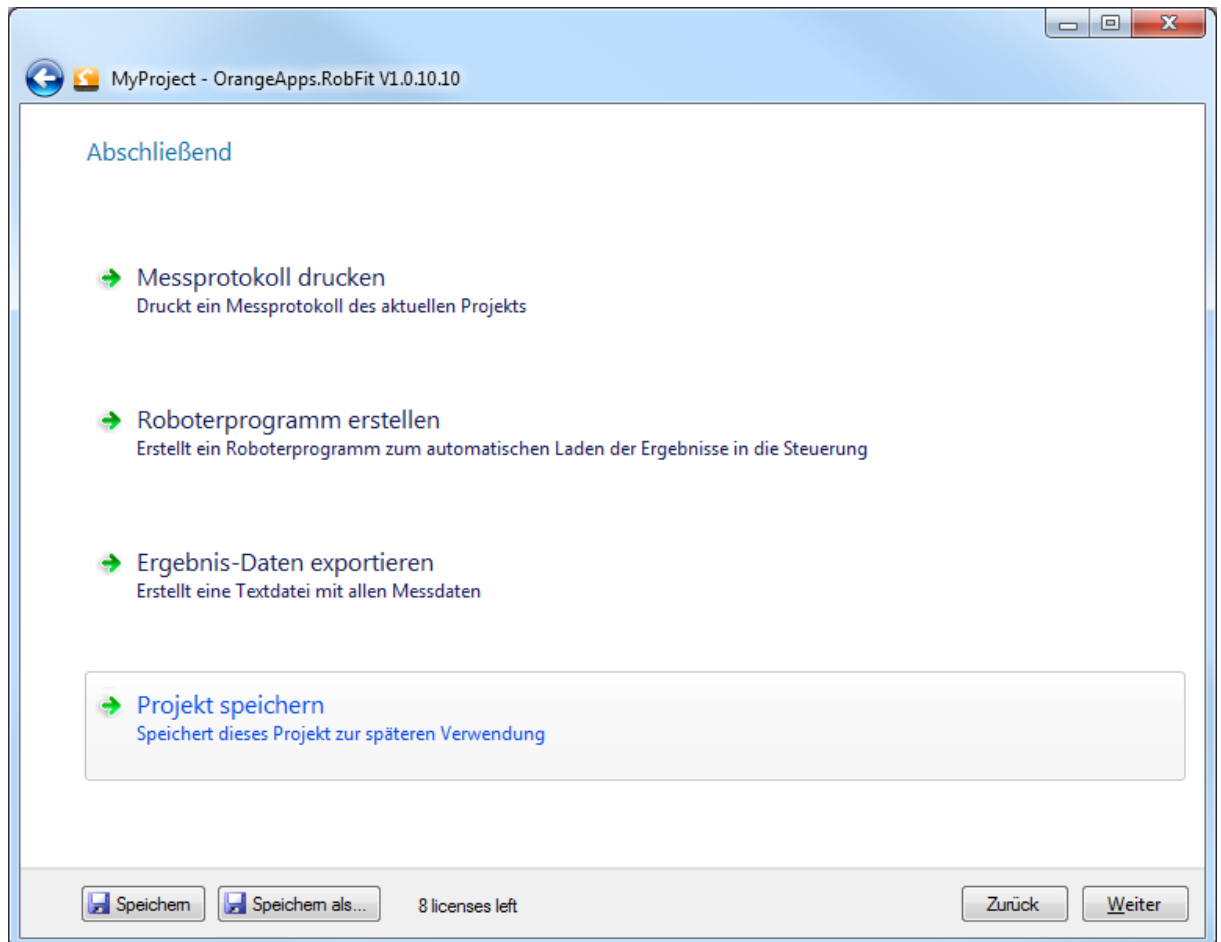 MyProject - OrangeApps.RobFit V1.0.10.10
Abschließend
Messprotokoll drucken
Druckt ein Messprotokoll des aktuellen Projekts
Roboterprogramm erstellen
Erstellt ein Roboterprogramm zum automatischen Laden der Ergebnisse in die Steuerung
Ergebnis-Daten exportieren
Erstellt eine Textdatei mit allen Messdaten
Projekt speichern
Speichert dieses Projekt zur späteren Verwendung
Speichern Speichern als... 8 licenses left Zurück Weiter